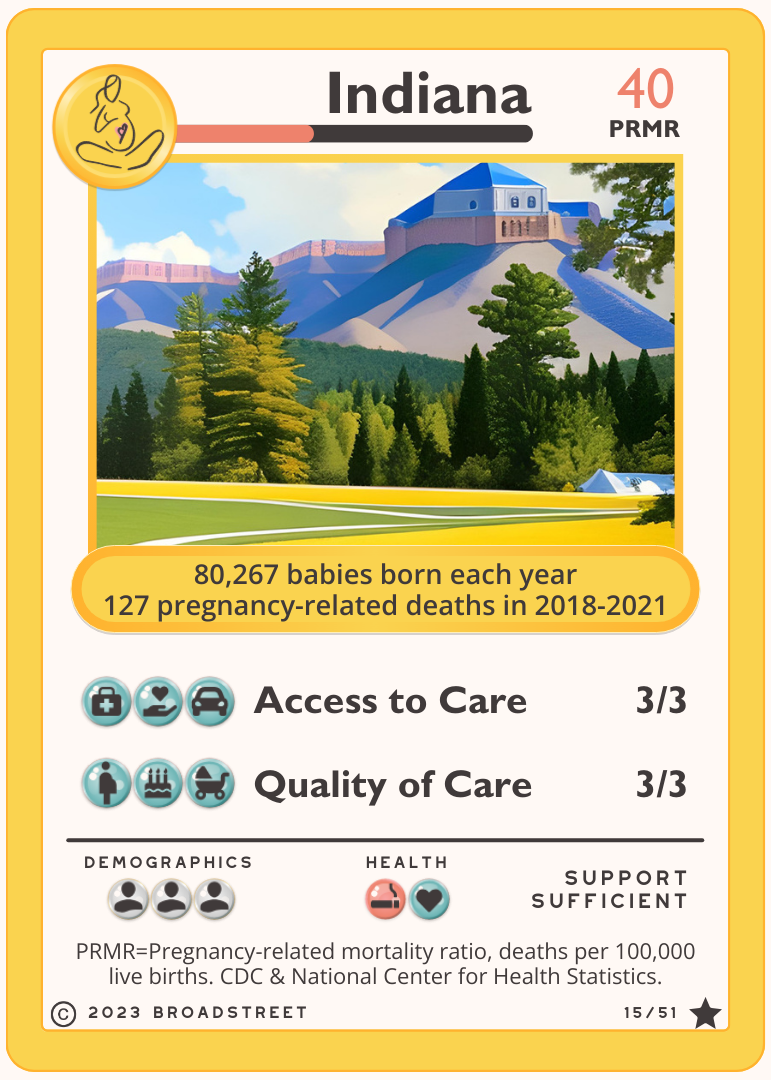 Indiana
40
PRMR
80,267 babies born each year
127 pregnancy-related deaths in 2018-2021
Access to Care 3/3
Quality of Care 3/3
DEMOGRAPHICS
HEALTH
SUPPORT
SUFFICIENT
PRMR=Pregnancy-related mortality ratio, deaths per 100,000
live births. CDC & National Center for Health Statistics.
© 2023 BROADSTREET 15/51